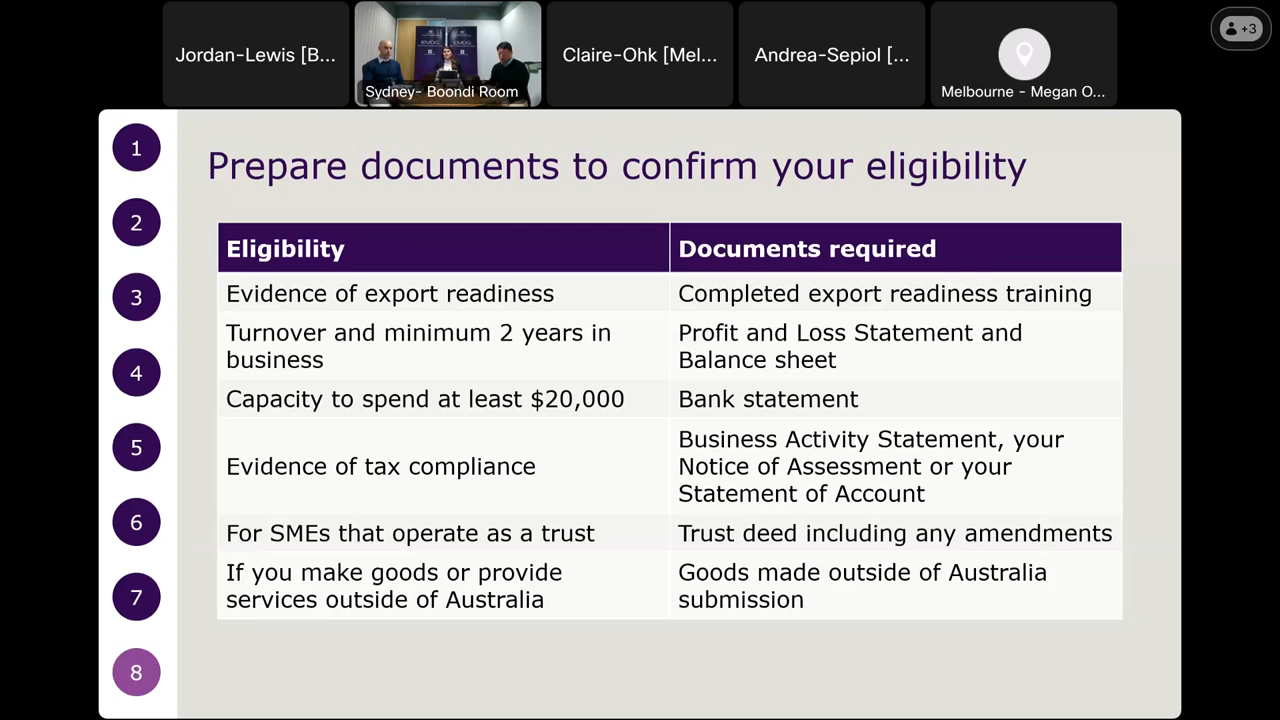 Jordan-Lewis [B...
EMDG
EMDG
Sydney- Boondi Room
Claire-Ohk [Mel...
Andrea-Sepiol [...
Melbourne - Megan O...
+3
1
2
3
4
5
6
7
8
Prepare documents to confirm your eligibility
Eligibility
Documents required
Evidence of export readiness
Completed export readiness training
Turnover and minimum 2 years in
business
Profit and Loss Statement and
Balance sheet
Capacity to spend at least $20,000
Bank statement
Evidence of tax compliance
Business Activity Statement, your
Notice of Assessment or your
Statement of Account
For SMEs that operate as a trust
Trust deed including any amendments
If you make goods or provide
services outside of Australia
Goods made outside of Australia
submission